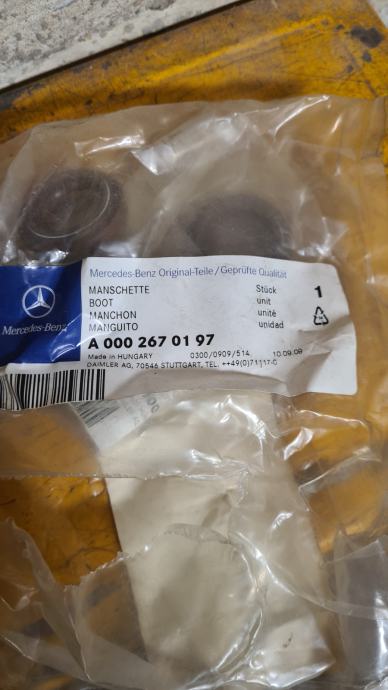 Mercedes-Benz Original-Teile / Geprüfte Qualität
MANSCHETTE Stück 1
BOOT unit
MANCHON unité
MANGUITO unidad
Mercedes-Benz
A 000 267 01 97
Made in HUNGARY 0300/0909/514 10.09.09
DAIMLER AG, 70546 STUTTGART, TEL. ++49(0)71117-0